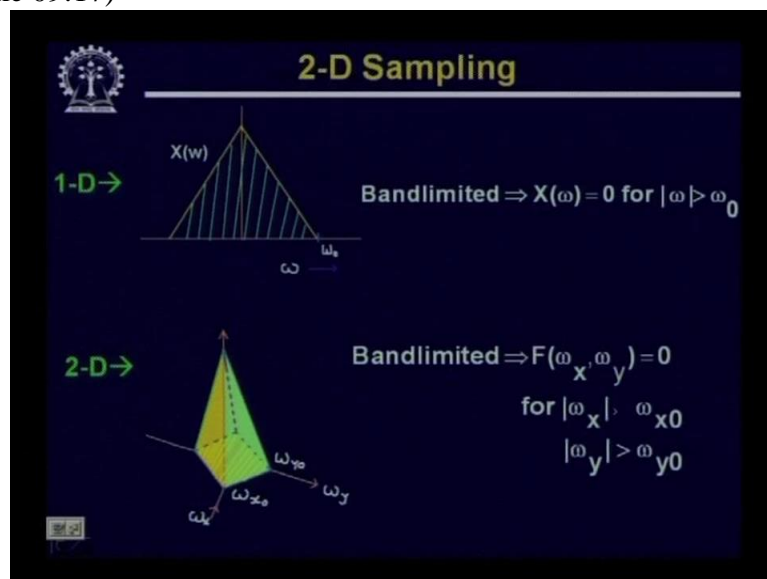 2-D Sampling
1-D→
X(w)
Bandlimited ⇒ X(ω) = 0 for |ω| > ω₀
ω₀
ω →
2-D→
Bandlimited ⇒ F(ωx, ωy) = 0
for |ωx| > ωx0
|ωy| > ωy0
ωy0
ωx0
ωy
ωx